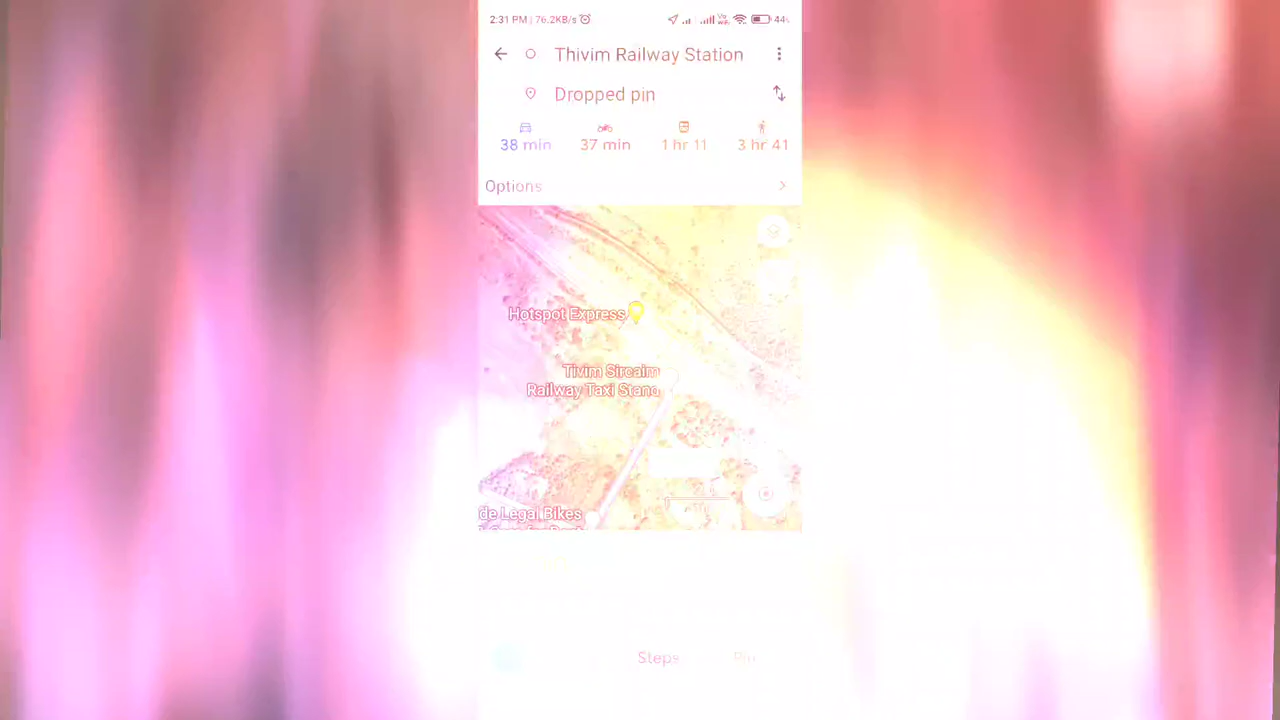 2:31 PM | 76.2KB/s 44%
Thivim Railway Station
Dropped pin
38 min 37 min 1 hr 11 3 hr 41
Options
Hotspot Express
Tivim Sircaim
Railway Taxi Stand
de Legal Bikes
Steps